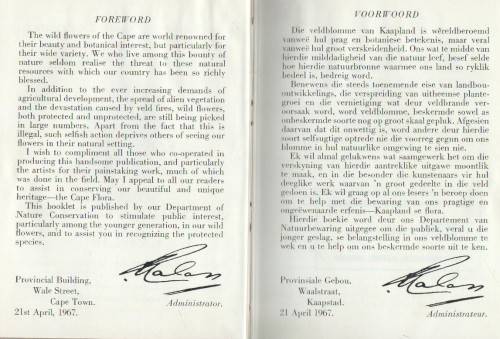 FOREWORD
The wild flowers of the Cape are world renowned for
their beauty and botanical interest, but particularly for
their wide variety. We who live among this bounty of
nature seldom realise the threat to these natural
resources with which our country has been so richly
blessed.
In addition to the ever increasing demands of
agricultural development, the spread of alien vegetation
and the devastation caused by veld fires, wild flowers,
both protected and unprotected, are still being picked
in large numbers. Apart from the fact that this is
illegal, such selfish action deprives others of seeing our
flowers in their natural setting.
I wish to compliment all those who co-operated in
producing this handsome publication, and particularly
the artists for their painstaking work, much of which
was done in the field. May I appeal to all our readers
to assist in conserving our beautiful and unique
heritage—the Cape Flora.
This booklet is published by our Department of
Nature Conservation to stimulate public interest,
particularly among the younger generation, in our wild
flowers, and to assist you in recognizing the protected
species.
Provincial Building,
Wale Street,
Cape Town.
21st April, 1967.
Administrator.
VOORWOORD
Die veldblomme van Kaapland is wêreldberoemd
vanweë hul prag en botaniese betekenis, maar veral
vanweë hul groot verskeidenheid. Ons wat te midde van
hierdie milddadigheid van die natuur leef, besef selde
hoe hierdie natuurbronne waarmee ons land so ryklik
bedeel is, bedreig word.
Benewens die steeds toenemende eise van landbou-
ontwikkelings, die verspreiding van uitheemse plante-
groei en die vernietiging wat deur veldbrande ver-
oorsaak word, word veldblomme, beskermde sowel as
onbeskermde soorte nog op groot skaal gepluk. Afgesien
daarvan dat dit onwettig is, word andere deur hierdie
soort selfsugtige optrede nie die voorreg gegun om ons
blomme in hul natuurlike omgewing te sien nie.
Ek wil almal gelukwens wat saamgewerk het om die
verskyning van hierdie aantreklike uitgawe moontlik
te maak, en in die besonder die kunstenaars vir hul
deeglike werk waarvan 'n groot gedeelte in die veld
gedoen is. Ek wil graag op al ons lesers 'n beroep doen
om te help met die bewaring van ons pragtige en
ongeëwenaarde erfenis—Kaapland se flora.
Hierdie boekie word deur ons Departement van
Natuurbewaring uitgegee om die publiek, veral u die
jonger geslag, se belangstelling in ons veldblomme te
wek en u te help om ons beskermde soorte uit te ken.
Provinsiale Gebou,
Waalstraat,
Kaapstad.
21 April 1967.
Administrateur.